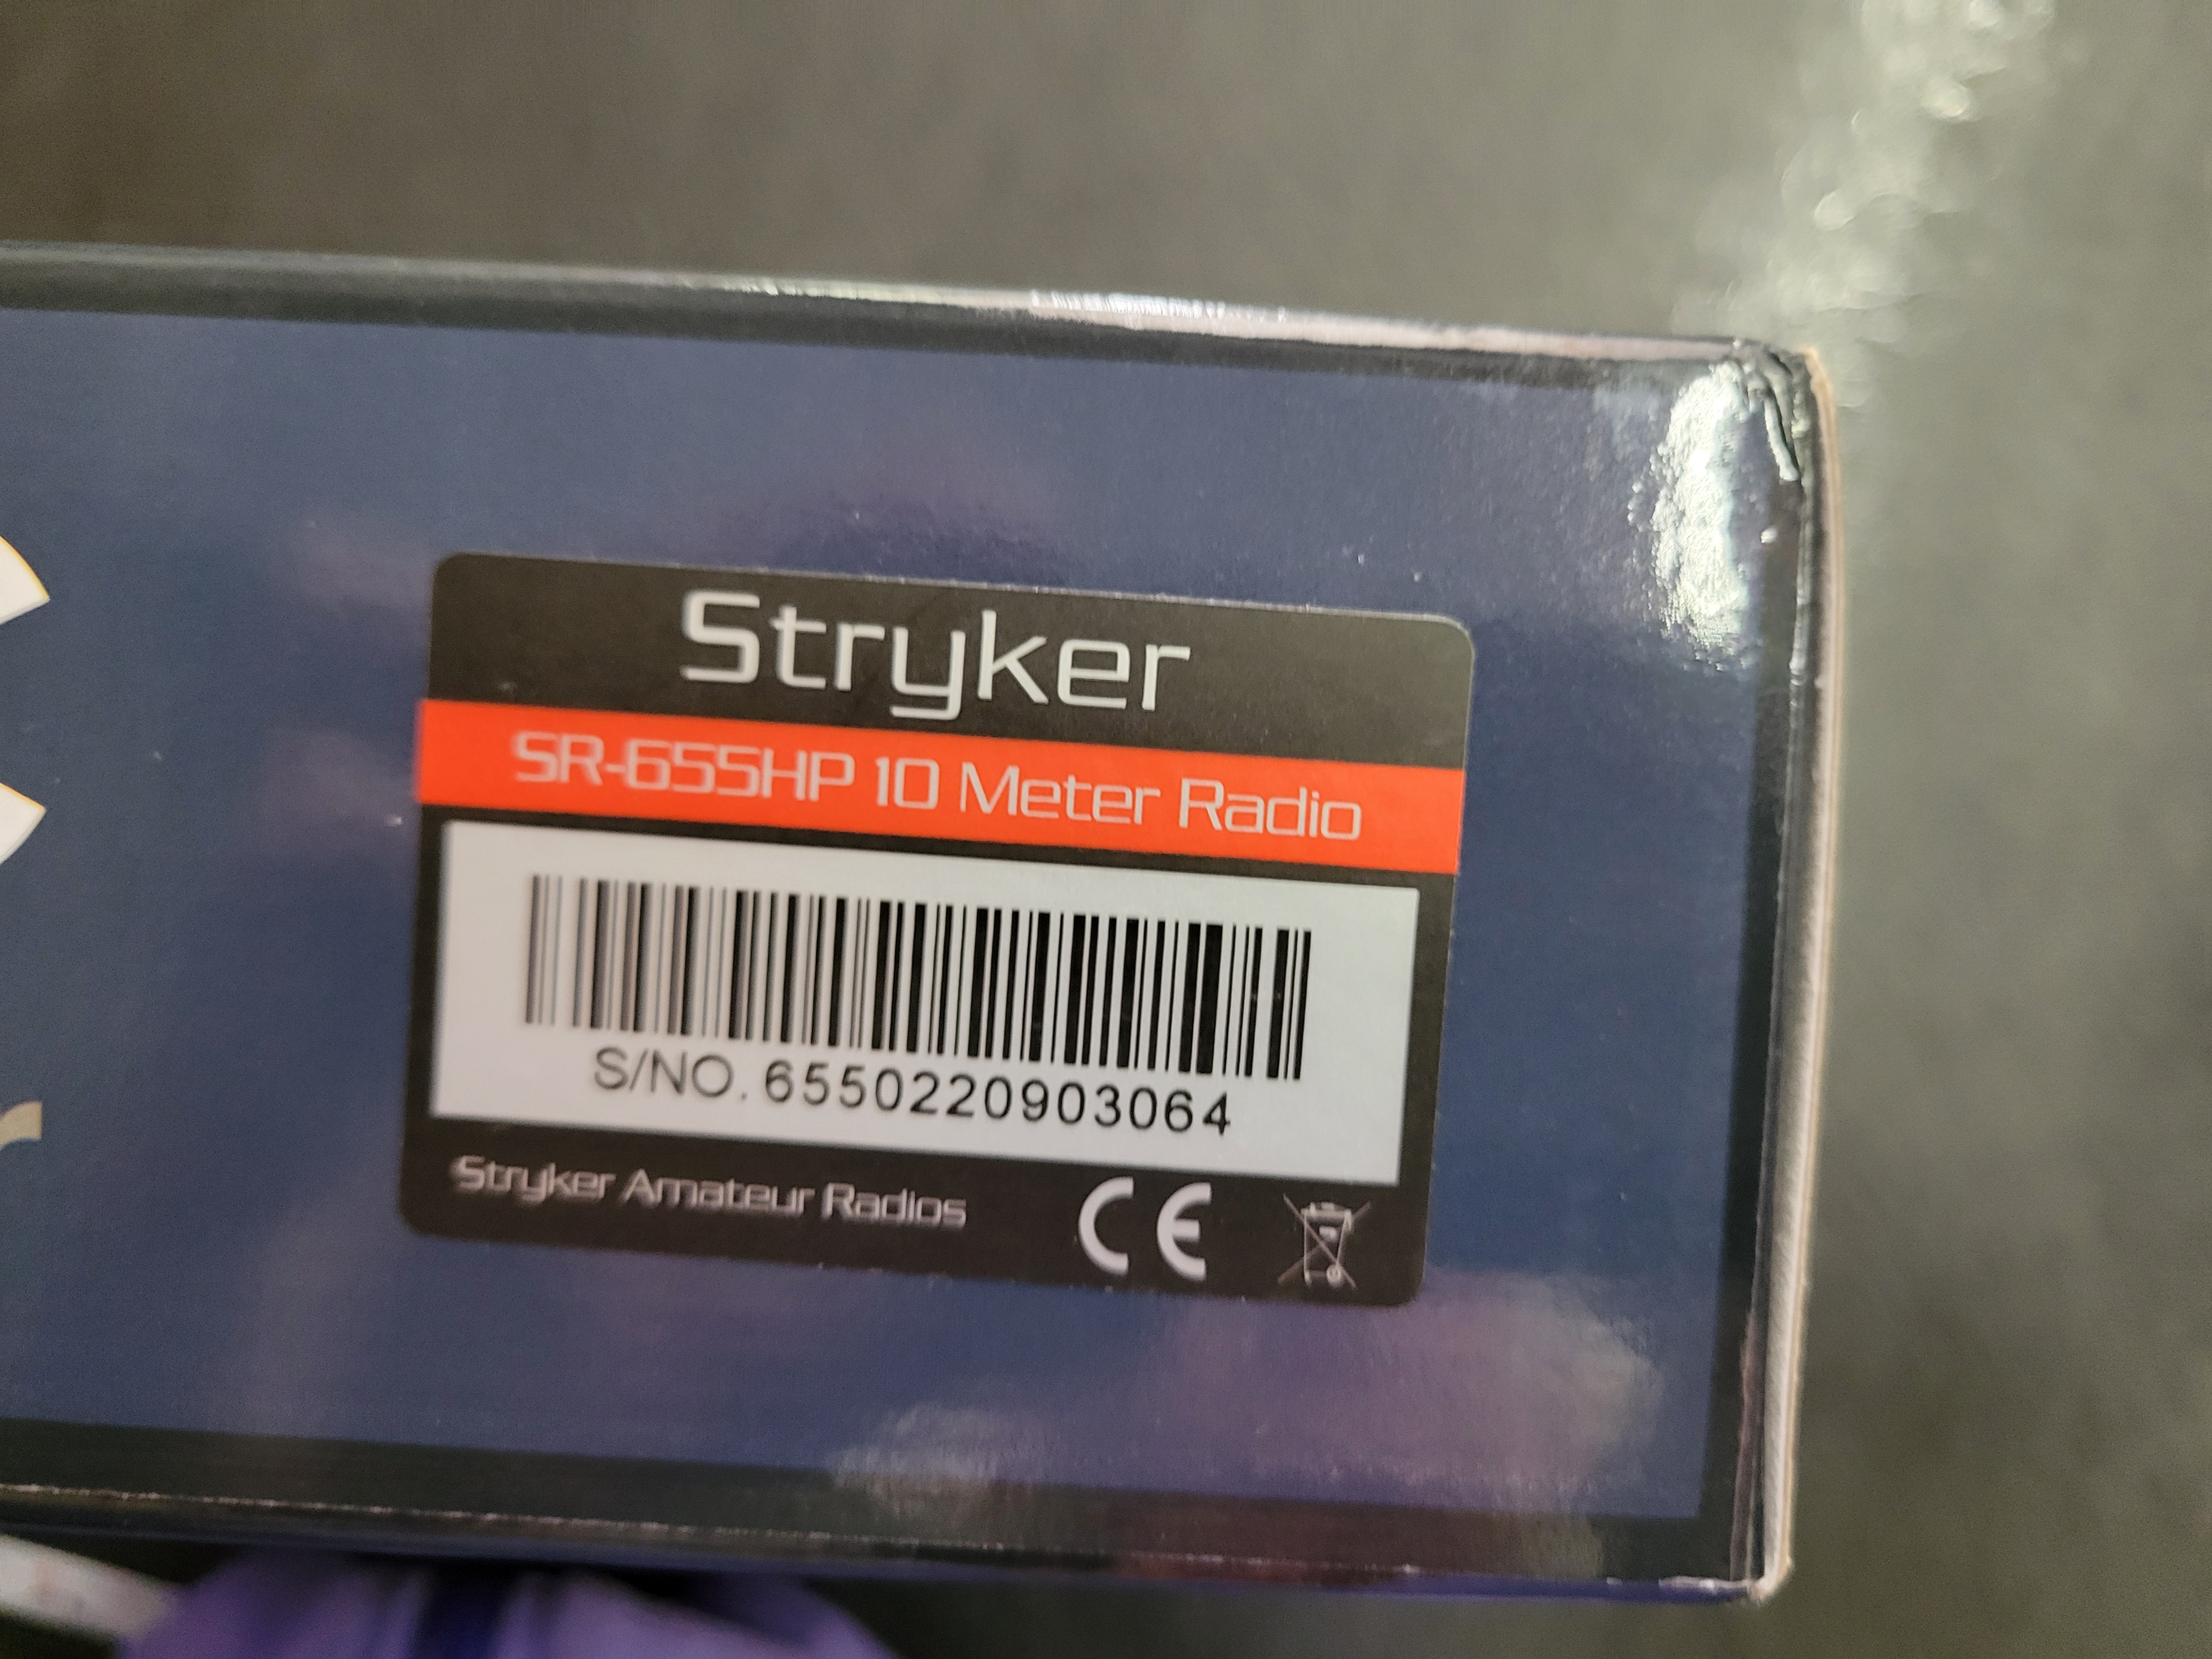 Stryker
SR-655HP 10 Meter Radio
S/NO. 6550220903064
Stryker Amateur Radios
CE